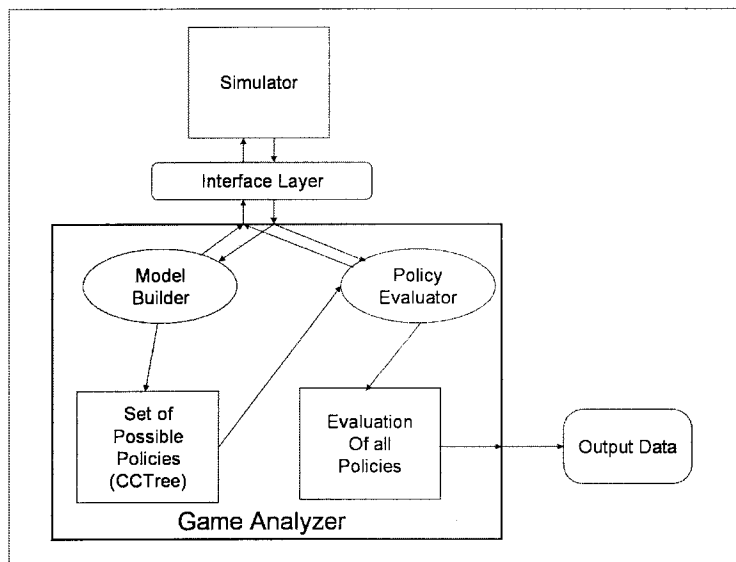 Simulator
Interface Layer
Model
Builder
Policy
Evaluator
Set of
Possible
Policies
(CCTree)
Evaluation
Of all
Policies
Output Data
Game Analyzer